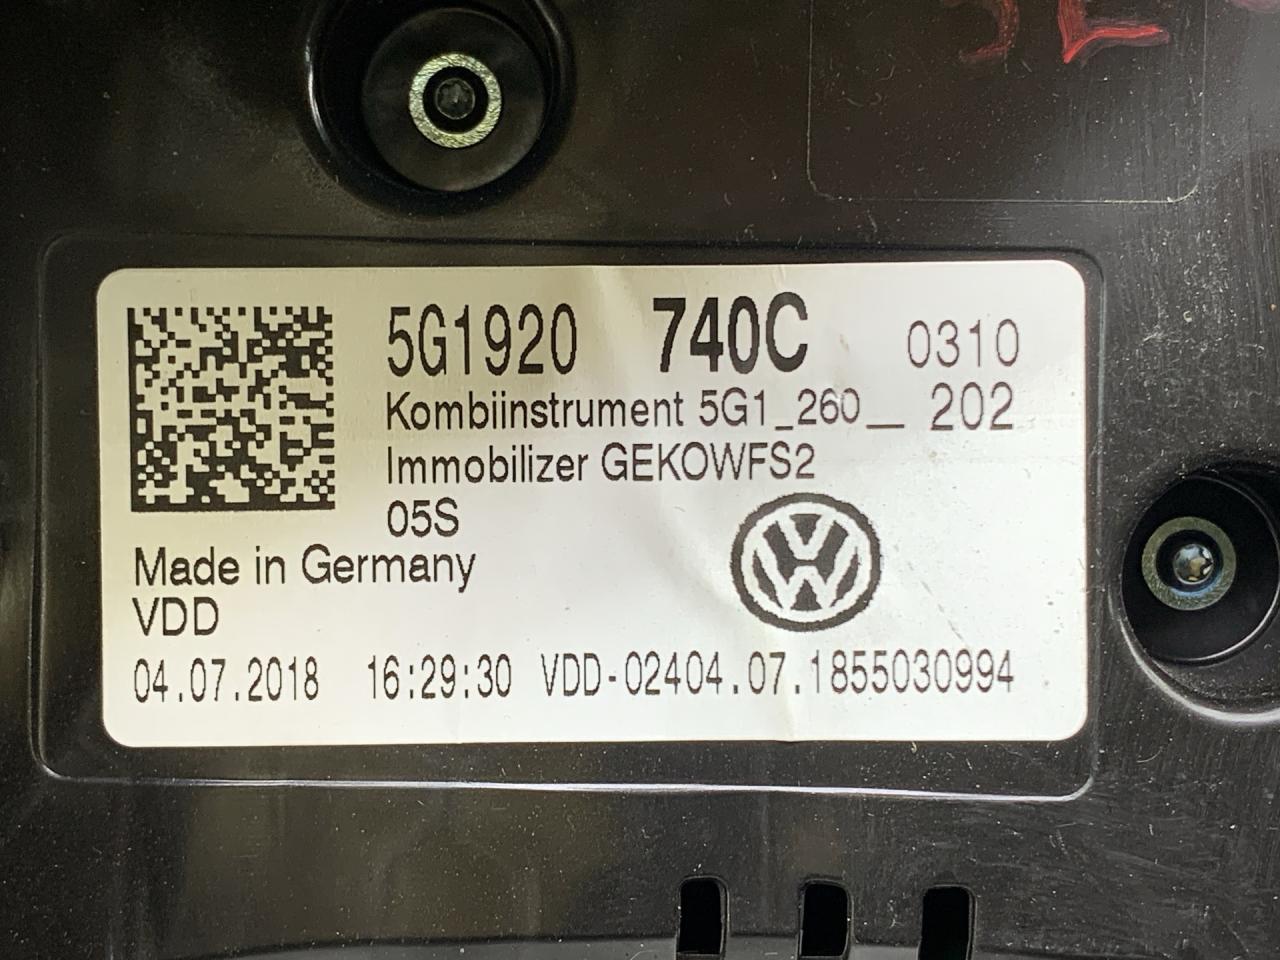 5G1920 740C 0310
Kombiinstrument 5G1_260__ 202
Immobilizer GEKOWFS2
05S
Made in Germany
VDD
04.07.2018 16:29:30 VDD-02404.07.1855030994